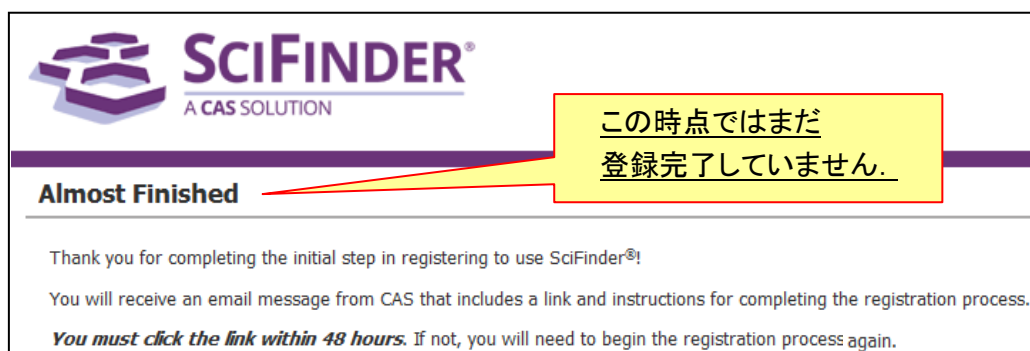 SCIFINDER®
A CAS SOLUTION
この時点ではまだ
登録完了していません.
Almost Finished
Thank you for completing the initial step in registering to use SciFinder®!
You will receive an email message from CAS that includes a link and instructions for completing the registration process.
You must click the link within 48 hours. If not, you will need to begin the registration process again.